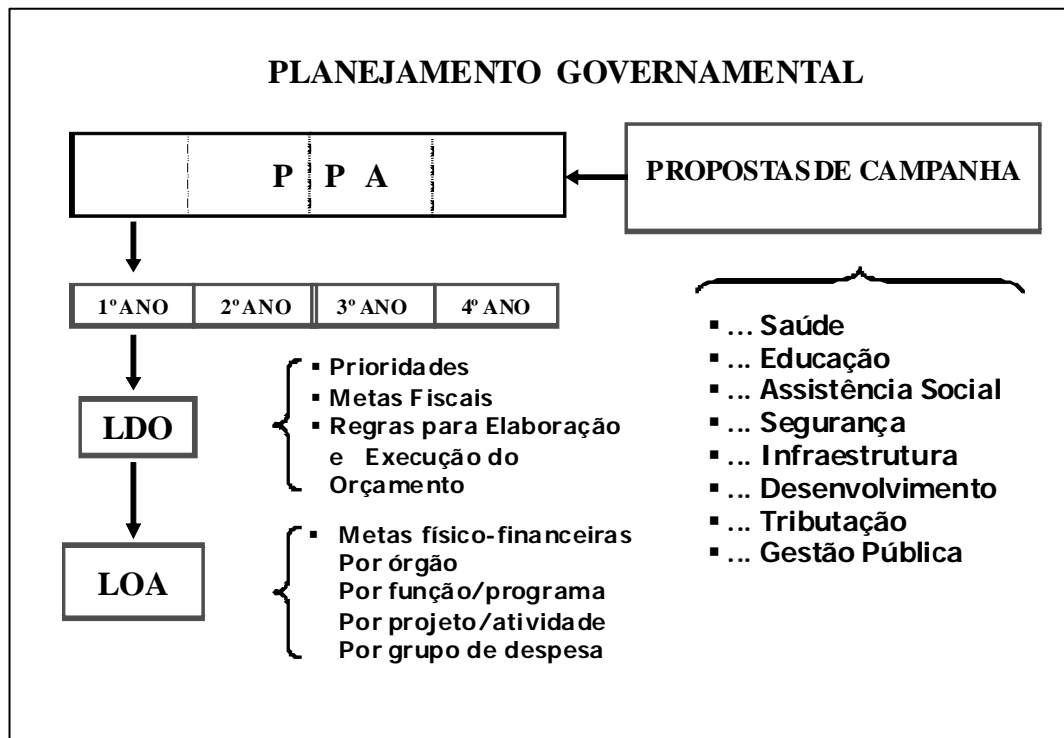 PLANEJAMENTO GOVERNAMENTAL
P P A
PROPOSTAS DE CAMPANHA
1º ANO 2º ANO 3º ANO 4º ANO
LDO
▪ Prioridades
▪ Metas Fiscais
▪ Regras para Elaboração
e Execução do
Orçamento
LOA
▪ Metas físico-financeiras
Por órgão
Por função/programa
Por projeto/atividade
Por grupo de despesa
▪ ... Saúde
▪ ... Educação
▪ ... Assistência Social
▪ ... Segurança
▪ ... Infraestrutura
▪ ... Desenvolvimento
▪ ... Tributação
▪ ... Gestão Pública